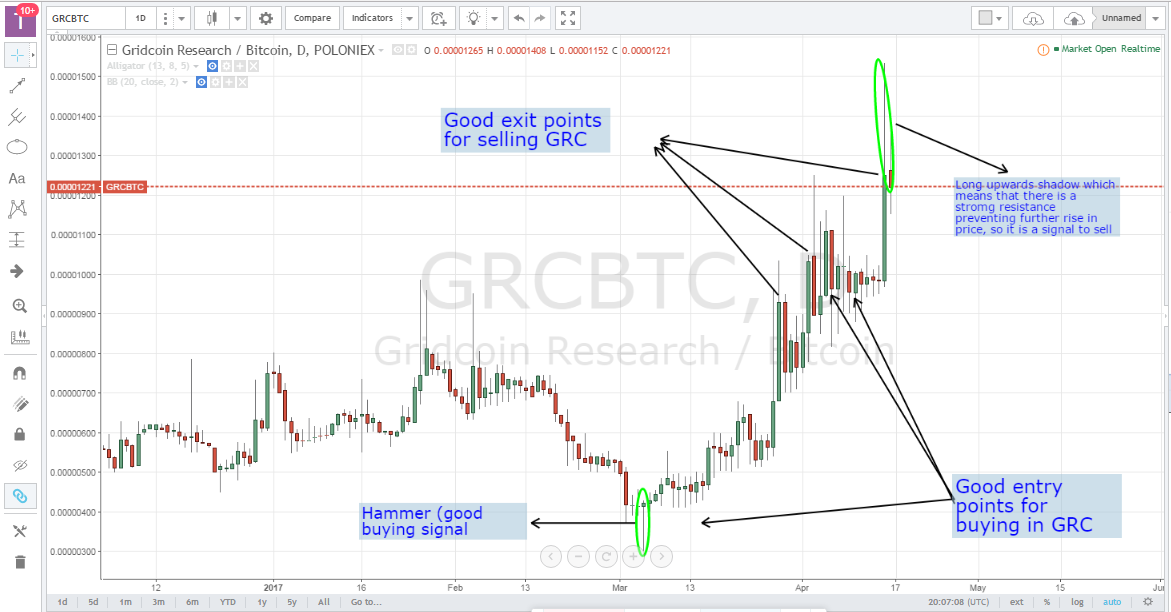 10+
GRCBTC 1D Compare Indicators Unnamed
Gridcoin Research / Bitcoin, D, POLONIEX O 0.00001265 H 0.00001408 L 0.00001152 C 0.00001221
Market Open Realtime
Alligator (13, 8, 5)
BB (20, close, 2)
0.00001600
0.00001500
0.00001400
0.00001300
0.00001221 GRCBTC
0.00001200
0.00001100
0.00001000
0.00000900
0.00000800
0.00000700
0.00000600
0.00000500
0.00000400
0.00000300
Good exit points
for selling GRC
Long upwards shadow which
means that there is a
stromg resistance
preventing further rise in
price, so it is a signal to sell
GRCBTC, D
Gridcoin Research / Bitcoin
Hammer (good
buying signal
Good entry
points for
buying in GRC
12 2017 16 Feb 13 Mar 13 Apr 17 May 15 Jun
1d 5d 1m 3m 6m YTD 1y 5y All Go to... 20:07:08 (UTC) ext % log auto
Aa